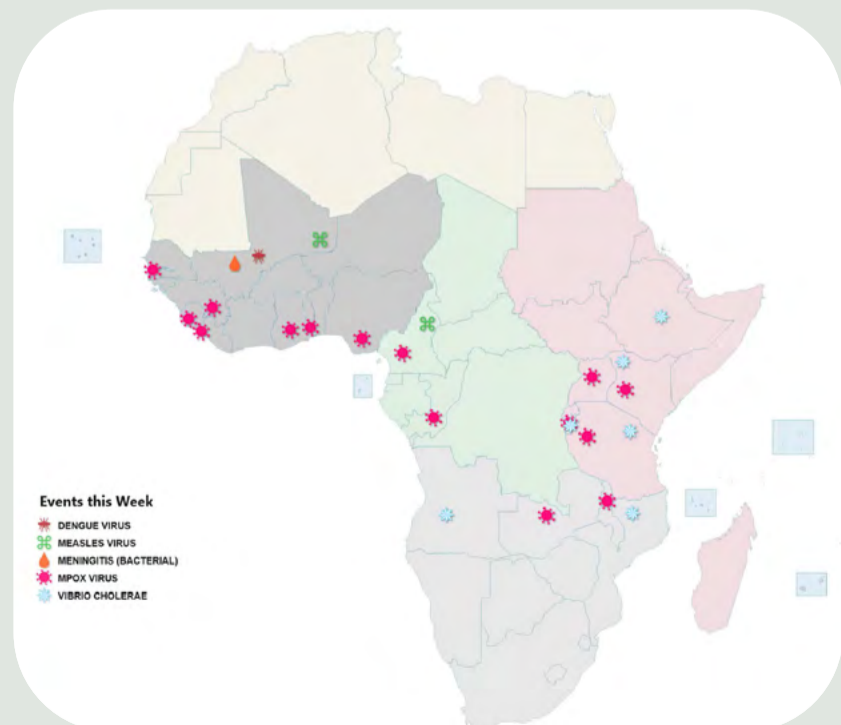 Events this Week
DENGUE VIRUS
MEASLES VIRUS
MENINGITIS (BACTERIAL)
MPOX VIRUS
VIBRIO CHOLERAE